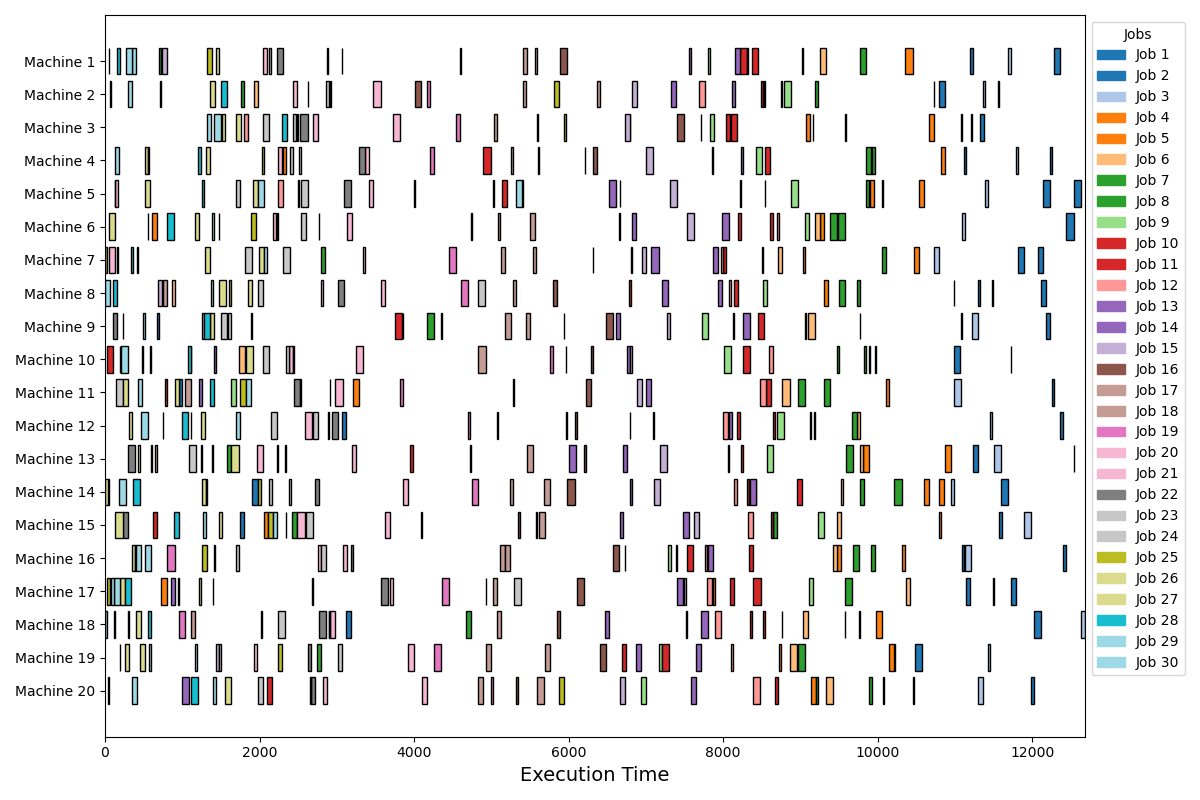 Machine 1
Machine 2
Machine 3
Machine 4
Machine 5
Machine 6
Machine 7
Machine 8
Machine 9
Machine 10
Machine 11
Machine 12
Machine 13
Machine 14
Machine 15
Machine 16
Machine 17
Machine 18
Machine 19
Machine 20
0 2000 4000 6000 8000 10000 12000
Execution Time
Jobs
Job 1
Job 2
Job 3
Job 4
Job 5
Job 6
Job 7
Job 8
Job 9
Job 10
Job 11
Job 12
Job 13
Job 14
Job 15
Job 16
Job 17
Job 18
Job 19
Job 20
Job 21
Job 22
Job 23
Job 24
Job 25
Job 26
Job 27
Job 28
Job 29
Job 30